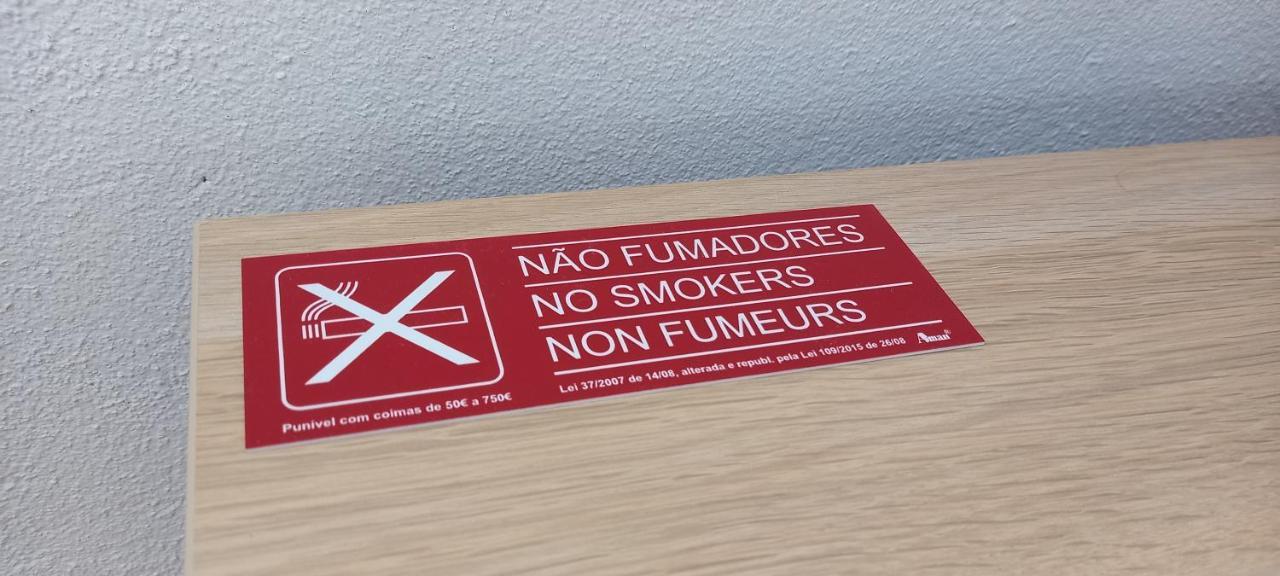 NÃO FUMADORES
NO SMOKERS
NON FUMEURS
Lei 37/2007 de 14/08, alterada e republ. pela Lei 109/2015 de 26/08
Aman®
Punível com coimas de 50€ a 750€